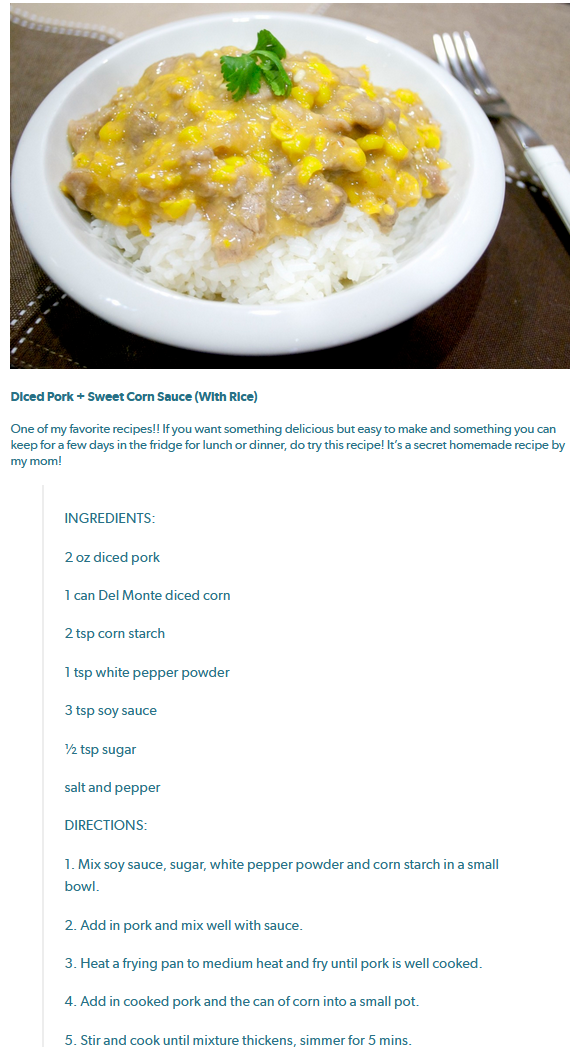 Diced Pork + Sweet Corn Sauce (With Rice)
One of my favorite recipes!! If you want something delicious but easy to make and something you can
keep for a few days in the fridge for lunch or dinner, do try this recipe! It's a secret homemade recipe by
my mom!
INGREDIENTS:
2 oz diced pork
1 can Del Monte diced corn
2 tsp corn starch
1 tsp white pepper powder
3 tsp soy sauce
½ tsp sugar
salt and pepper
DIRECTIONS:
1. Mix soy sauce, sugar, white pepper powder and corn starch in a small
bowl.
2. Add in pork and mix well with sauce.
3. Heat a frying pan to medium heat and fry until pork is well cooked.
4. Add in cooked pork and the can of corn into a small pot.
5. Stir and cook until mixture thickens, simmer for 5 mins.